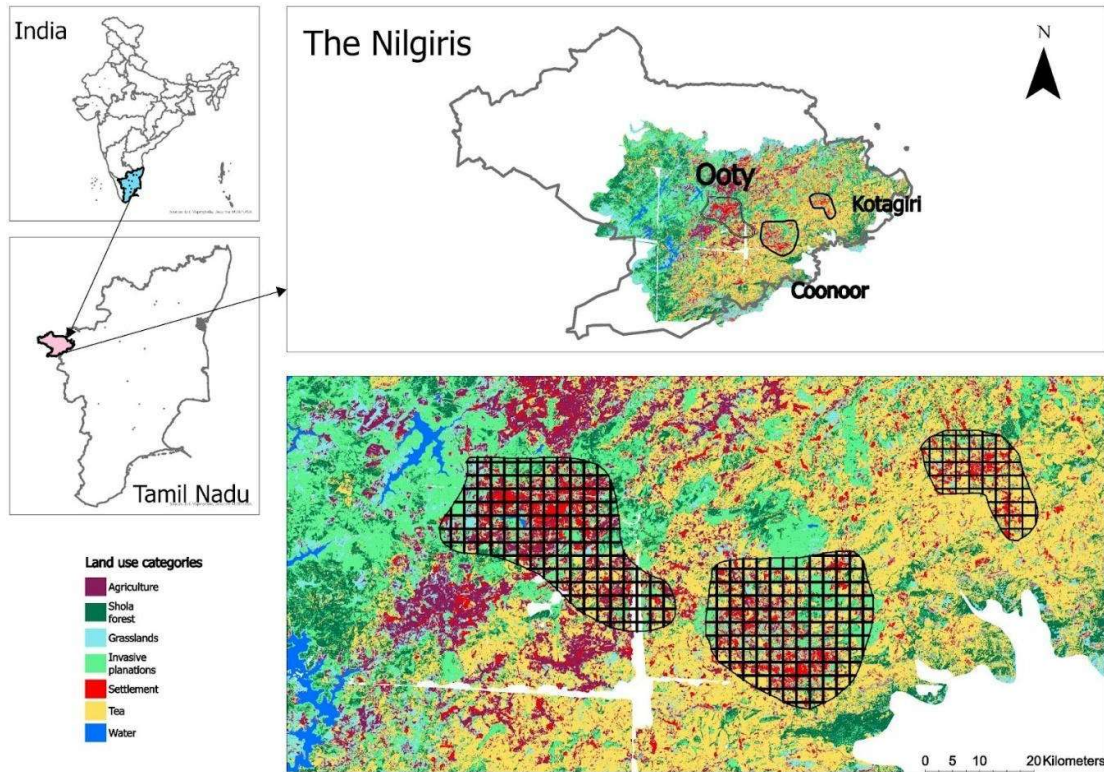 India
The Nilgiris
N
Ooty
Kotagiri
Coonoor
Tamil Nadu
Land use categories
Agriculture
Shola
forest
Grasslands
Invasive
planations
Settlement
Tea
Water
0 5 10 20 Kilometers